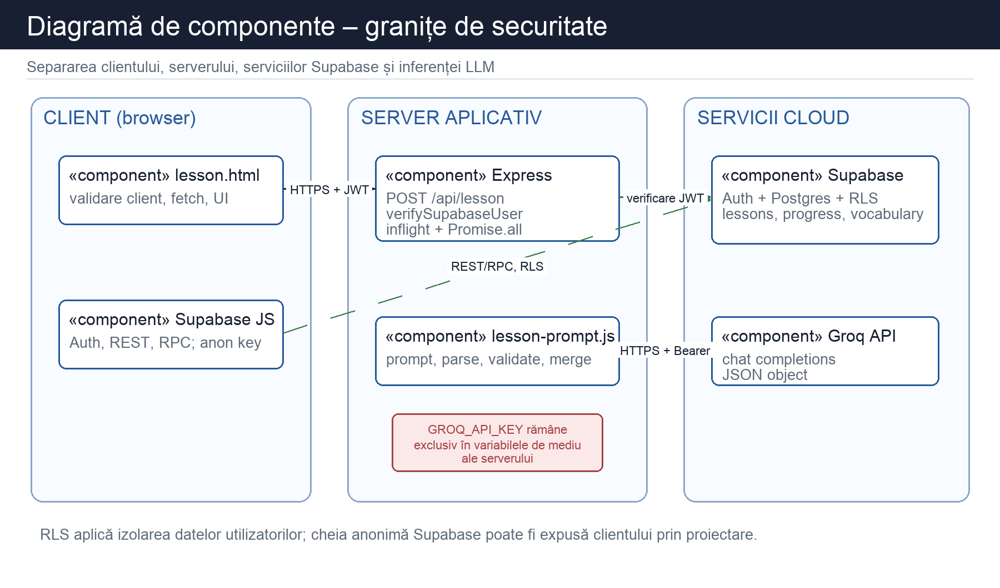 Diagramă de componente – granițe de securitate
Separarea clientului, serverului, serviciilor Supabase și inferenței LLM
CLIENT (browser)
«component» lesson.html
validare client, fetch, UI
«component» Supabase JS
Auth, REST, RPC; anon key
HTTPS + JWT
SERVER APLICATIV
«component» Express
POST /api/lesson
verifySupabaseUser
inflight + Promise.all
REST/RPC, RLS
«component» lesson-prompt.js
prompt, parse, validate, merge
GROQ_API_KEY rămâne
exclusiv în variabilele de mediu
ale serverului
verificare JWT
HTTPS + Bearer
SERVICII CLOUD
«component» Supabase
Auth + Postgres + RLS
lessons, progress, vocabulary
«component» Groq API
chat completions
JSON object
RLS aplică izolarea datelor utilizatorilor; cheia anonimă Supabase poate fi expusă clientului prin proiectare.